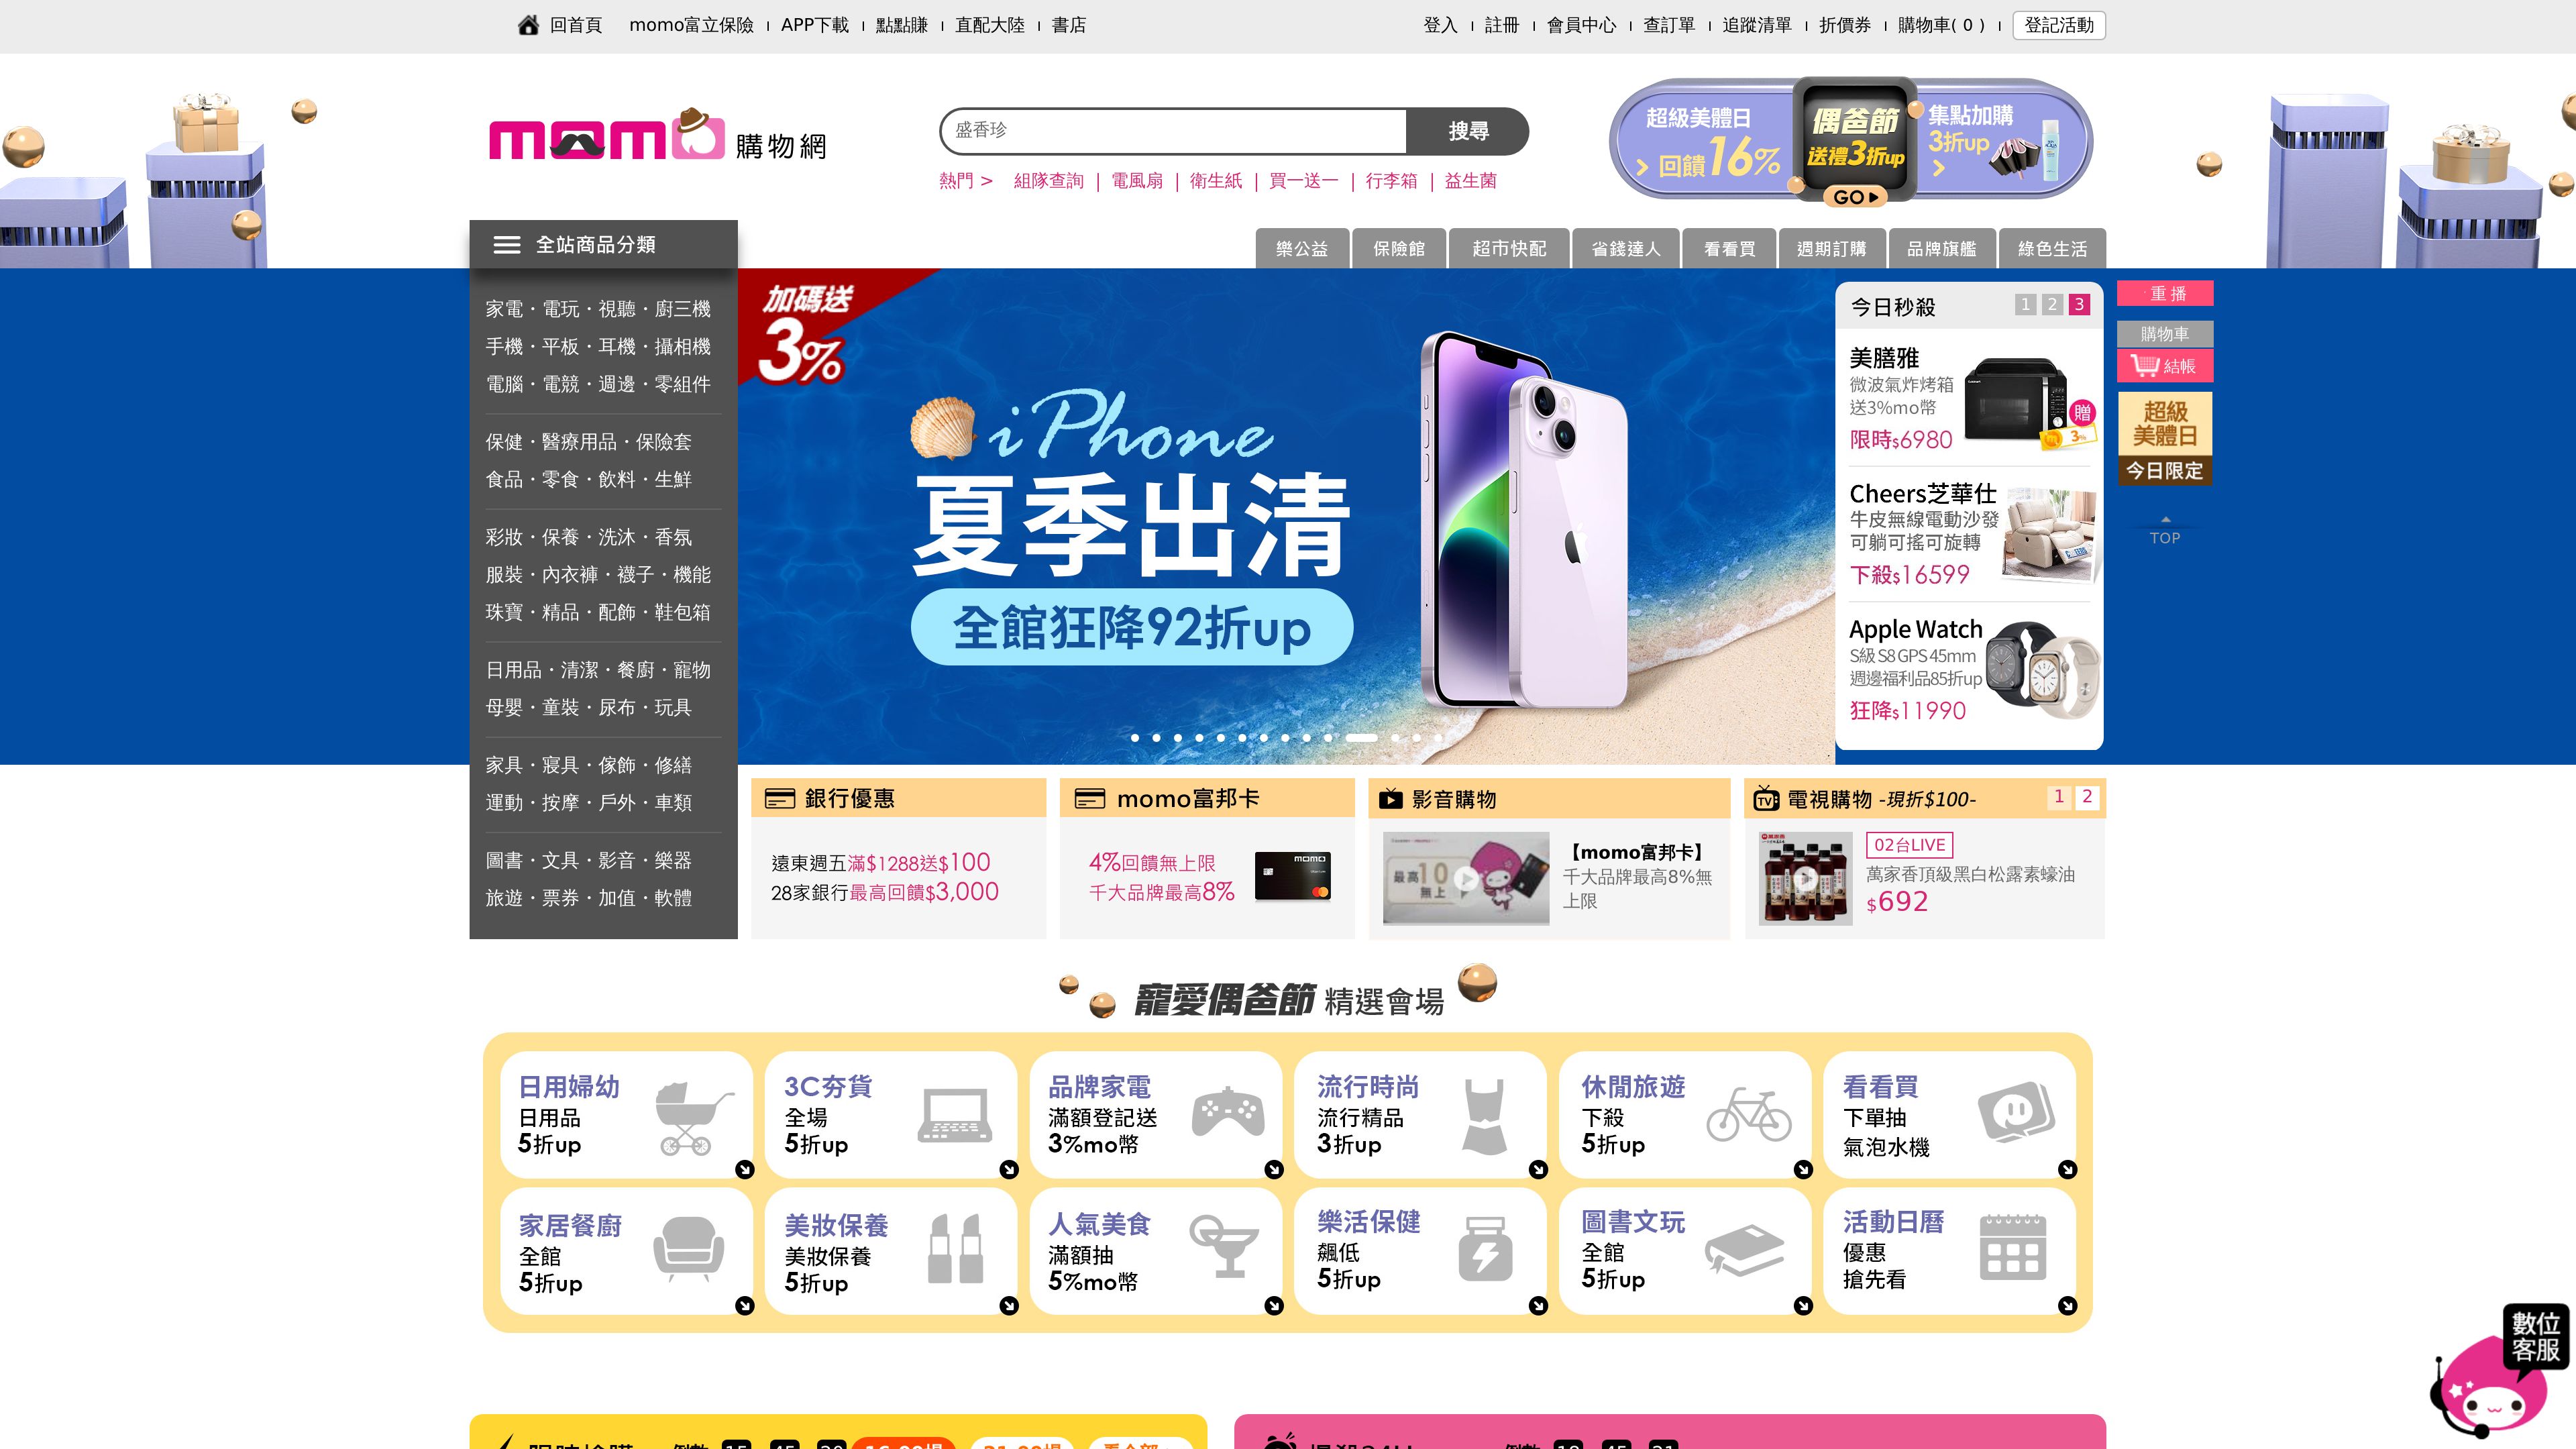 回首頁 momo富立保險 APP下載 點點賺 直配大陸 書店
登入 註冊 會員中心 查訂單 追蹤清單 折價券 購物車( 0 ) 登記活動
momo 購物網
盛香珍
搜尋
熱門 > 組隊查詢 電風扇 衛生紙 買一送一 行李箱 益生菌
超級美體日
回饋16%
偶爸節
送禮3折up
GO
集點加購
3折up
全站商品分類
樂公益 保險館 超市快配 省錢達人 看看買 週期訂購 品牌旗艦 綠色生活
家電・電玩・視聽・廚三機
手機・平板・耳機・攝相機
電腦・電競・週邊・零組件
保健・醫療用品・保險套
食品・零食・飲料・生鮮
彩妝・保養・洗沐・香氛
服裝・內衣褲・襪子・機能
珠寶・精品・配飾・鞋包箱
日用品・清潔・餐廚・寵物
母嬰・童裝・尿布・玩具
家具・寢具・傢飾・修繕
運動・按摩・戶外・車類
圖書・文具・影音・樂器
旅遊・票券・加值・軟體
加碼送
3%
iPhone
夏季出清
全館狂降92折up
今日秒殺 1 2 3
美膳雅
微波氣炸烤箱
送3%mo幣
限時$6980
贈
3%
Cheers芝華仕
牛皮無線電動沙發
可躺可搖可旋轉
下殺$16599
Apple Watch
S級 S8 GPS 45mm
週邊福利品85折up
狂降$11990
重 播
購物車
結帳
超級
美體日
今日限定
TOP
銀行優惠
遠東週五滿$1288送$100
28家銀行最高回饋$3,000
momo富邦卡
4%回饋無上限
千大品牌最高8%
momo
影音購物
最高10
無上
【momo富邦卡】
千大品牌最高8%無
上限
TV 電視購物 -現折$100- 1 2
02台LIVE
萬家香頂級黑白松露素蠔油
$692
寵愛偶爸節 精選會場
日用婦幼
日用品
5折up
3C夯貨
全場
5折up
品牌家電
滿額登記送
3%mo幣
流行時尚
流行精品
3折up
休閒旅遊
下殺
5折up
看看買
下單抽
氣泡水機
家居餐廚
全館
5折up
美妝保養
美妝保養
5折up
人氣美食
滿額抽
5%mo幣
樂活保健
飆低
5折up
圖書文玩
全館
5折up
活動日曆
優惠
搶先看
數位
客服